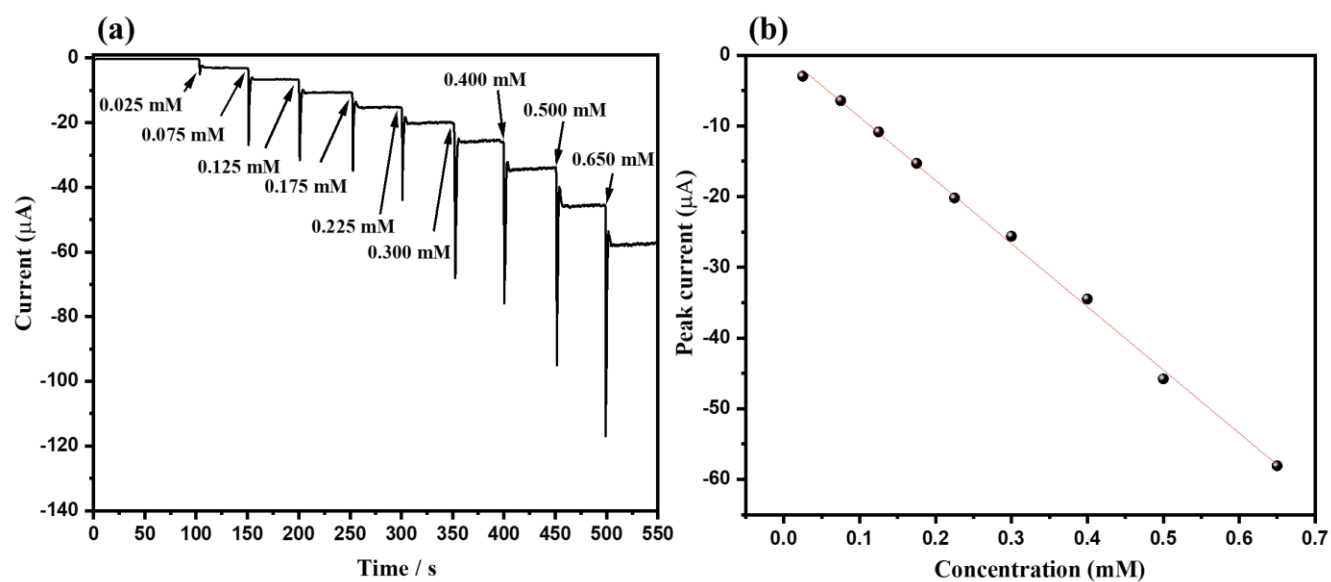 (a)
0
-20
-40
-60
-80
-100
-120
-140
Current (μA)
0.025 mM
0.075 mM
0.125 mM
0.175 mM
0.225 mM
0.300 mM
0.400 mM
0.500 mM
0.650 mM
0 50 100 150 200 250 300 350 400 450 500 550
Time / s
(b)
0
-10
-20
-30
-40
-50
-60
Peak current (μA)
0.0 0.1 0.2 0.3 0.4 0.5 0.6 0.7
Concentration (mM)